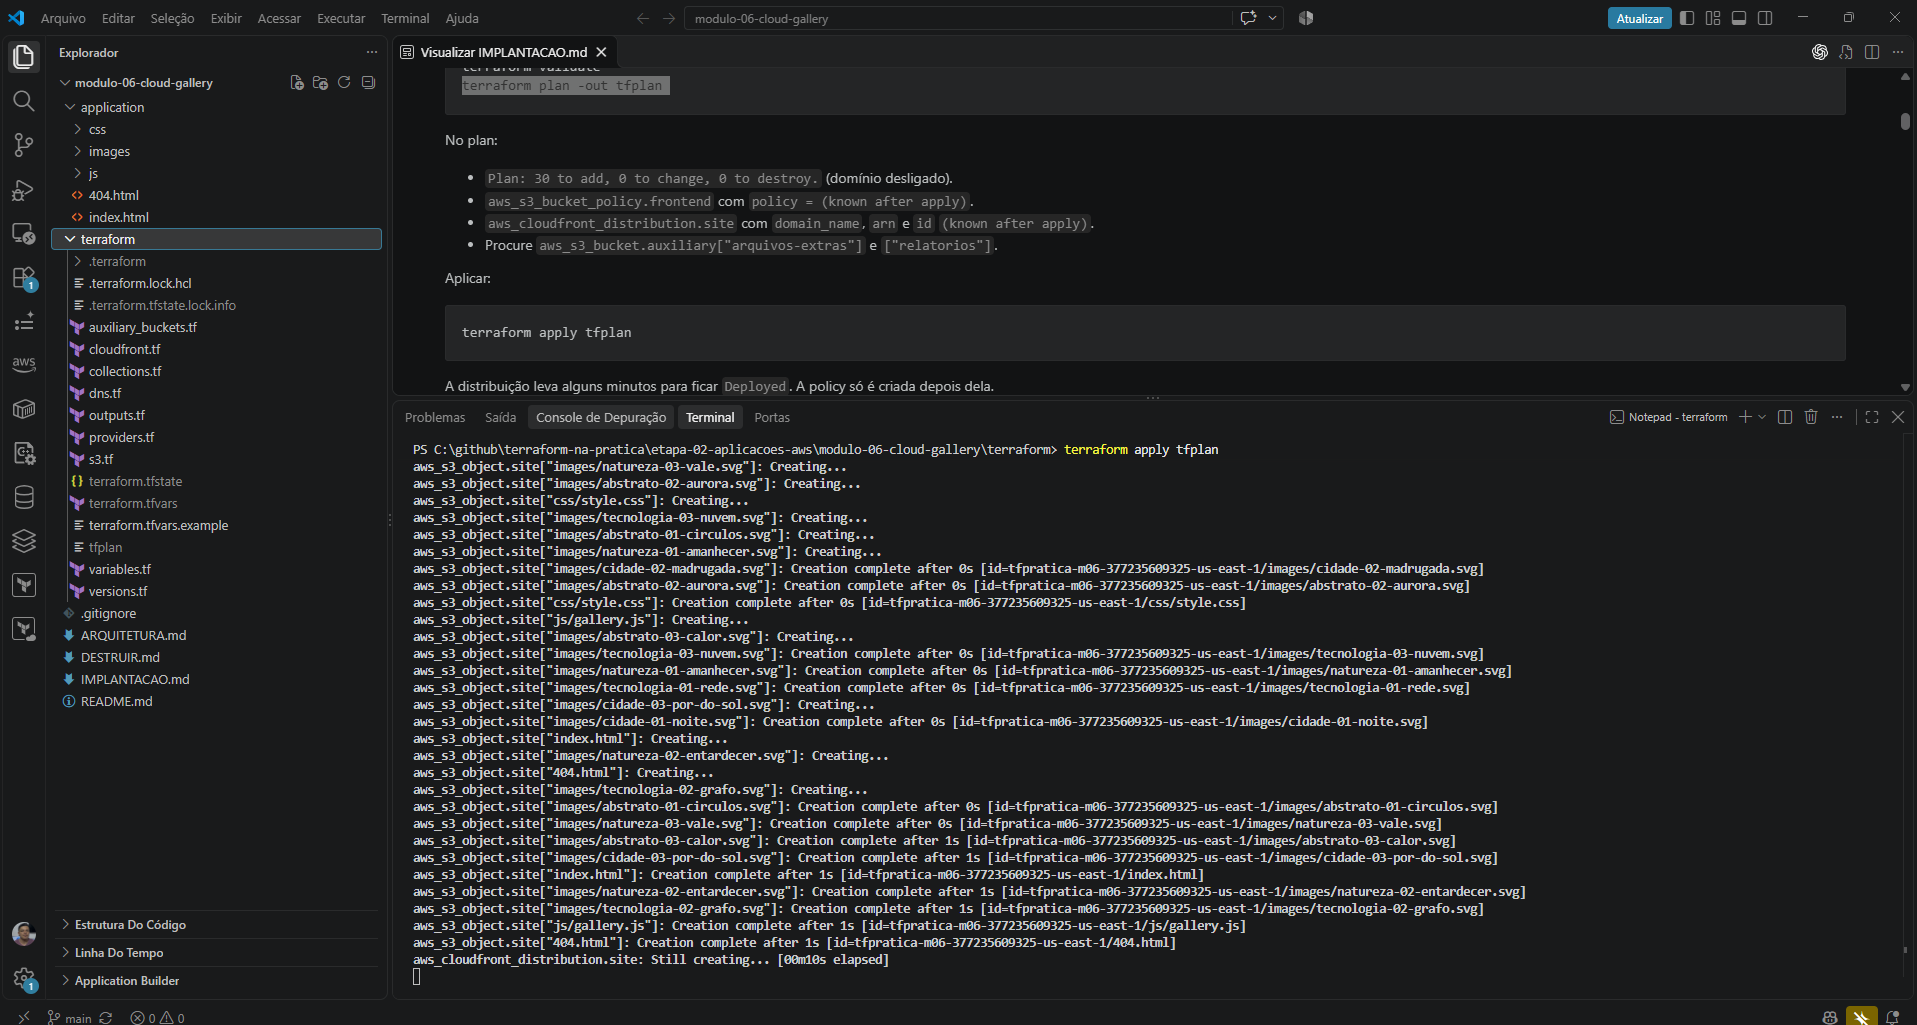 Arquivo Editar Seleção Exibir Acessar Executar Terminal Ajuda
modulo-06-cloud-gallery
Atualizar
Explorador
modulo-06-cloud-gallery
application
css
images
js
404.html
index.html
terraform
.terraform
.terraform.lock.hcl
.terraform.tfstate.lock.info
auxiliary_buckets.tf
cloudfront.tf
collections.tf
dns.tf
outputs.tf
providers.tf
s3.tf
terraform.tfstate
terraform.tfvars
terraform.tfvars.example
tfplan
variables.tf
versions.tf
.gitignore
ARQUITETURA.md
DESTRUIR.md
IMPLANTACAO.md
README.md
Estrutura Do Código
Linha Do Tempo
Application Builder
aws
1
1
Visualizar IMPLANTACAO.md
terraform validate
terraform plan -out tfplan
No plan:
Plan: 30 to add, 0 to change, 0 to destroy. (domínio desligado).
aws_s3_bucket_policy.frontend com policy = (known after apply).
aws_cloudfront_distribution.site com domain_name, arn e id (known after apply).
Procure aws_s3_bucket.auxiliary["arquivos-extras"] e ["relatorios"].
Aplicar:
terraform apply tfplan
A distribuição leva alguns minutos para ficar Deployed. A policy só é criada depois dela.
Problemas Saída Console de Depuração Terminal Portas
Notepad - terraform
PS C:\github\terraform-na-pratica\etapa-02-aplicacoes-aws\modulo-06-cloud-gallery\terraform> terraform apply tfplan
aws_s3_object.site["images/natureza-03-vale.svg"]: Creating...
aws_s3_object.site["images/abstrato-02-aurora.svg"]: Creating...
aws_s3_object.site["css/style.css"]: Creating...
aws_s3_object.site["images/tecnologia-03-nuvem.svg"]: Creating...
aws_s3_object.site["images/abstrato-01-circulos.svg"]: Creating...
aws_s3_object.site["images/natureza-01-amanhecer.svg"]: Creating...
aws_s3_object.site["images/cidade-02-madrugada.svg"]: Creation complete after 0s [id=tfpratica-m06-377235609325-us-east-1/images/cidade-02-madrugada.svg]
aws_s3_object.site["images/abstrato-02-aurora.svg"]: Creation complete after 0s [id=tfpratica-m06-377235609325-us-east-1/images/abstrato-02-aurora.svg]
aws_s3_object.site["css/style.css"]: Creation complete after 0s [id=tfpratica-m06-377235609325-us-east-1/css/style.css]
aws_s3_object.site["js/gallery.js"]: Creating...
aws_s3_object.site["images/abstrato-03-calor.svg"]: Creating...
aws_s3_object.site["images/tecnologia-03-nuvem.svg"]: Creation complete after 0s [id=tfpratica-m06-377235609325-us-east-1/images/tecnologia-03-nuvem.svg]
aws_s3_object.site["images/natureza-01-amanhecer.svg"]: Creation complete after 0s [id=tfpratica-m06-377235609325-us-east-1/images/natureza-01-amanhecer.svg]
aws_s3_object.site["images/tecnologia-01-rede.svg"]: Creation complete after 0s [id=tfpratica-m06-377235609325-us-east-1/images/tecnologia-01-rede.svg]
aws_s3_object.site["images/cidade-03-por-do-sol.svg"]: Creating...
aws_s3_object.site["images/cidade-01-noite.svg"]: Creation complete after 0s [id=tfpratica-m06-377235609325-us-east-1/images/cidade-01-noite.svg]
aws_s3_object.site["index.html"]: Creating...
aws_s3_object.site["images/natureza-02-entardecer.svg"]: Creating...
aws_s3_object.site["404.html"]: Creating...
aws_s3_object.site["images/tecnologia-02-grafo.svg"]: Creating...
aws_s3_object.site["images/abstrato-01-circulos.svg"]: Creation complete after 0s [id=tfpratica-m06-377235609325-us-east-1/images/abstrato-01-circulos.svg]
aws_s3_object.site["images/natureza-03-vale.svg"]: Creation complete after 0s [id=tfpratica-m06-377235609325-us-east-1/images/natureza-03-vale.svg]
aws_s3_object.site["images/abstrato-03-calor.svg"]: Creation complete after 1s [id=tfpratica-m06-377235609325-us-east-1/images/abstrato-03-calor.svg]
aws_s3_object.site["images/cidade-03-por-do-sol.svg"]: Creation complete after 1s [id=tfpratica-m06-377235609325-us-east-1/images/cidade-03-por-do-sol.svg]
aws_s3_object.site["index.html"]: Creation complete after 1s [id=tfpratica-m06-377235609325-us-east-1/index.html]
aws_s3_object.site["images/natureza-02-entardecer.svg"]: Creation complete after 1s [id=tfpratica-m06-377235609325-us-east-1/images/natureza-02-entardecer.svg]
aws_s3_object.site["images/tecnologia-02-grafo.svg"]: Creation complete after 1s [id=tfpratica-m06-377235609325-us-east-1/images/tecnologia-02-grafo.svg]
aws_s3_object.site["js/gallery.js"]: Creation complete after 1s [id=tfpratica-m06-377235609325-us-east-1/js/gallery.js]
aws_s3_object.site["404.html"]: Creation complete after 1s [id=tfpratica-m06-377235609325-us-east-1/404.html]
aws_cloudfront_distribution.site: Still creating... [00m10s elapsed]
main 0 0